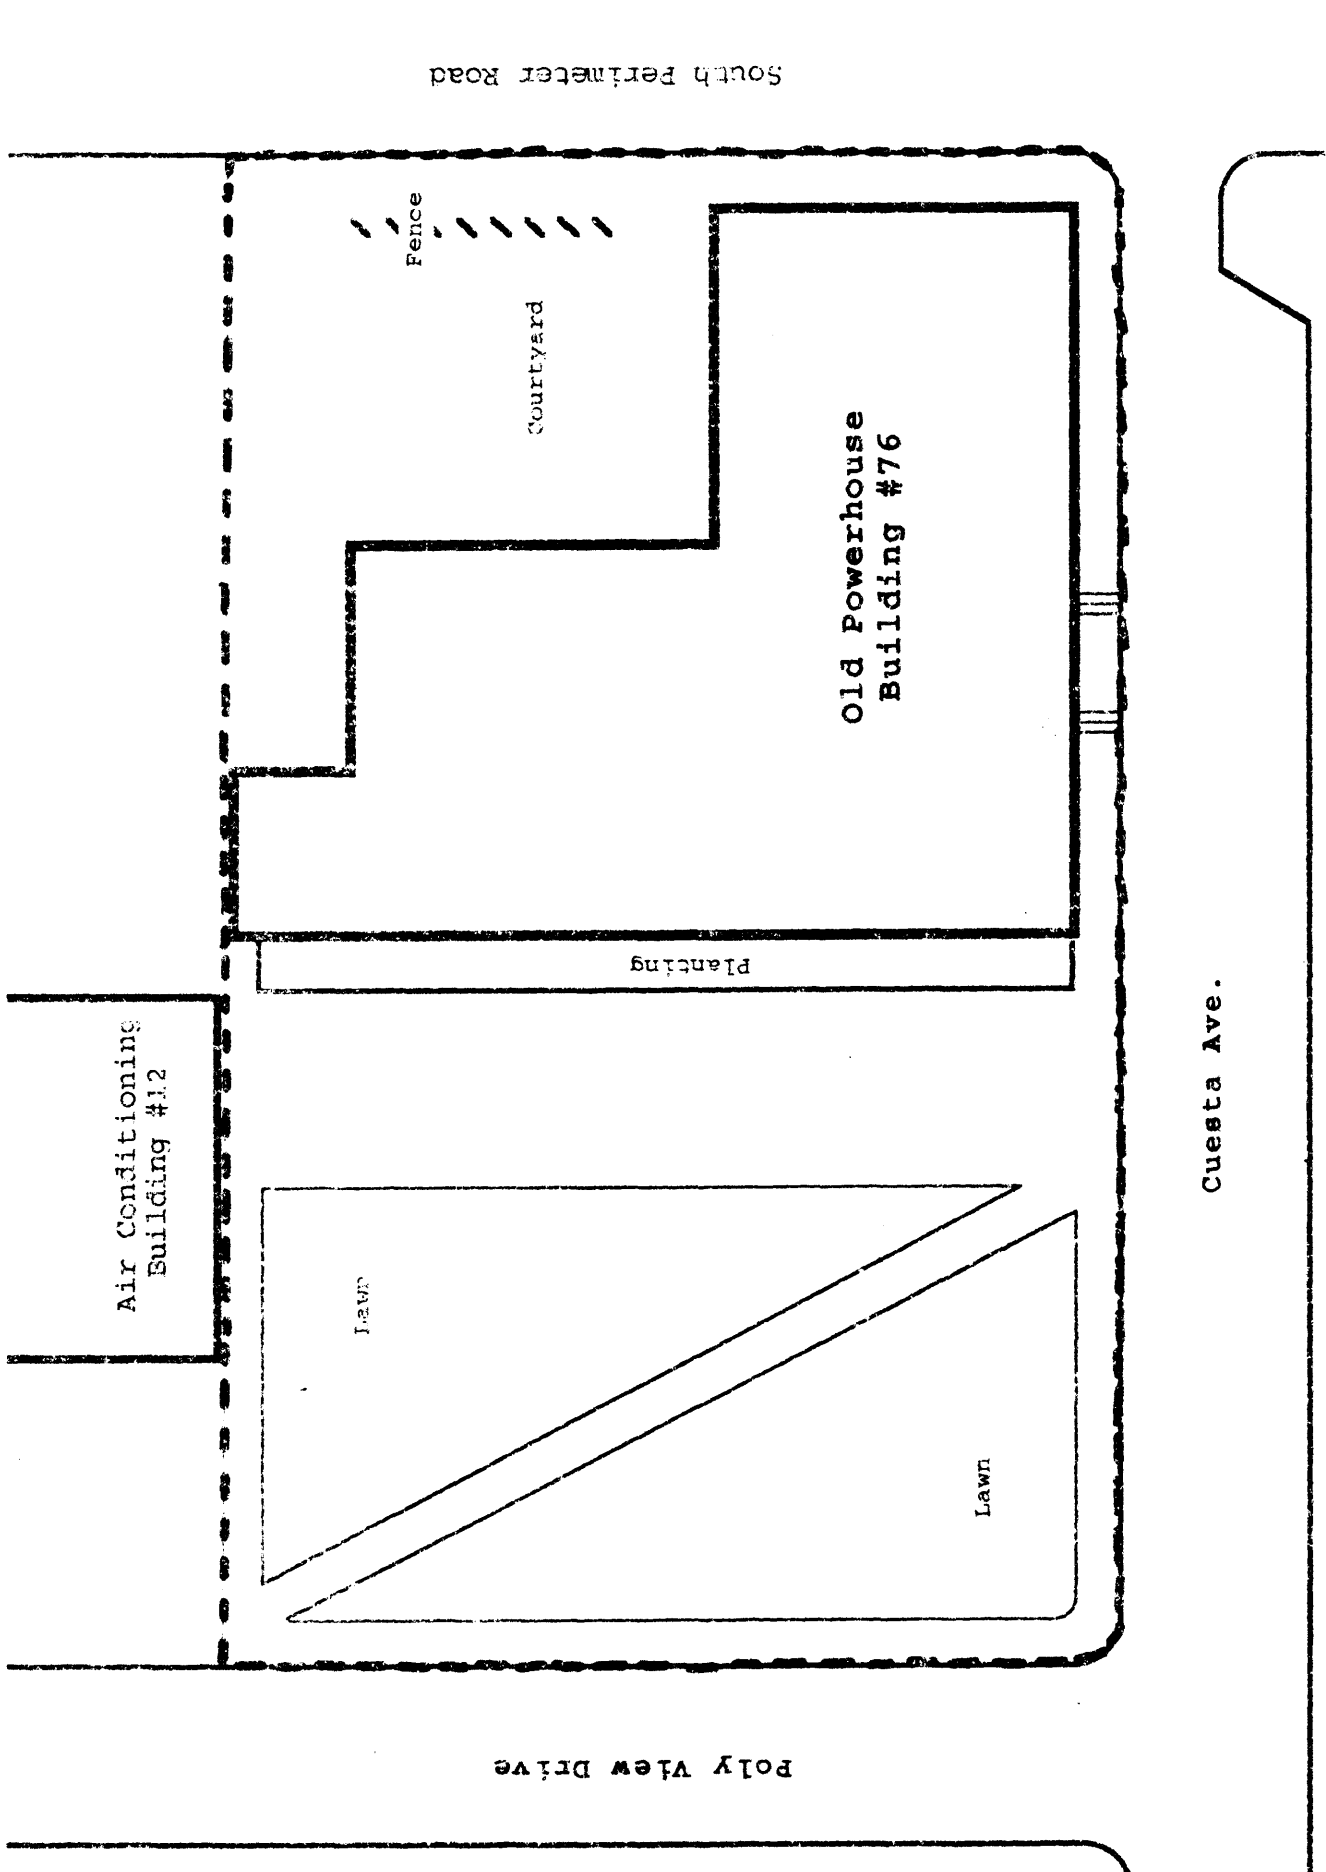 South Perimeter Road
Fence
Courtyard
Old Powerhouse
Building #76
Planting
Air Conditioning
Building #12
Cuesta Ave.
Lawn
Lawn
Poly View Drive